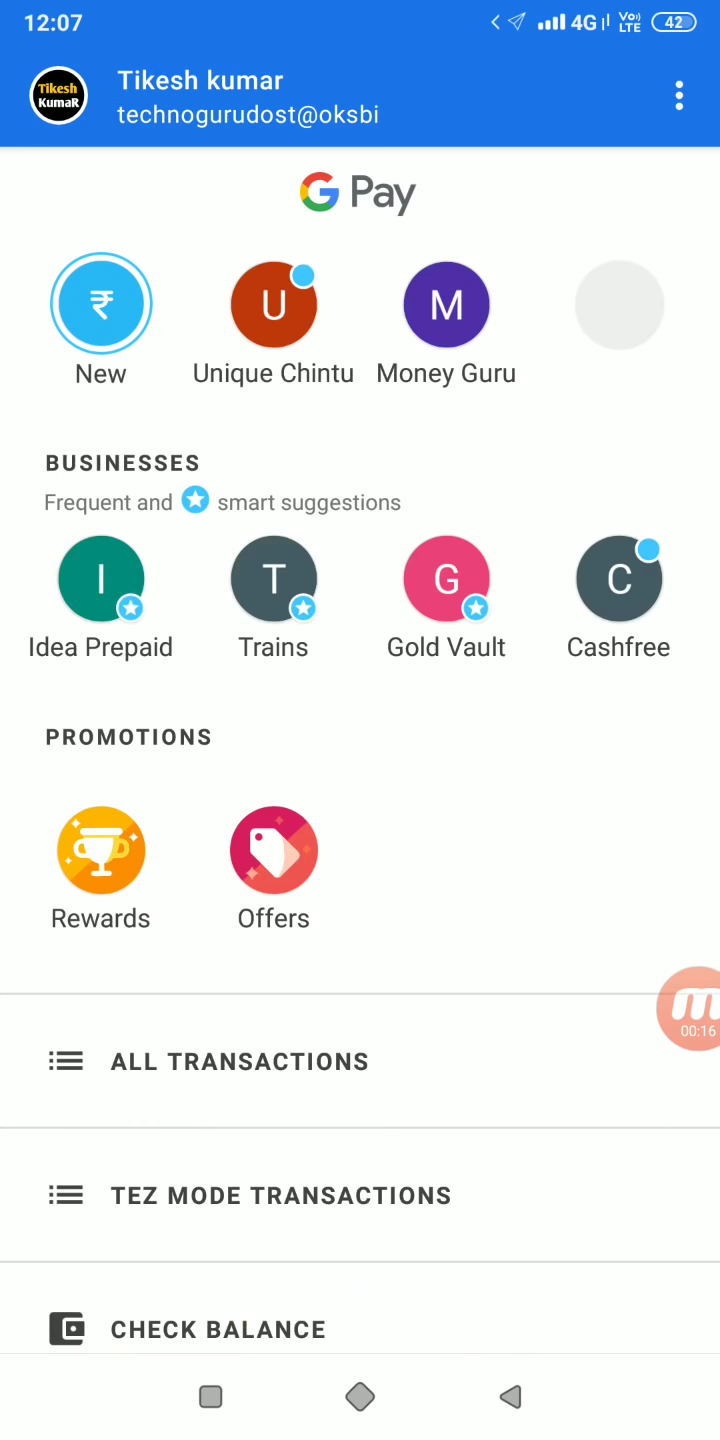 12:07
4G
Vo)) LTE
42
Tikesh KumaR
Tikesh kumar
technogurudost@oksbi
G Pay
₹
U
M
New
Unique Chintu
Money Guru
BUSINESSES
Frequent and smart suggestions
I
T
G
C
Idea Prepaid
Trains
Gold Vault
Cashfree
PROMOTIONS
Rewards
Offers
m
00:16
ALL TRANSACTIONS
TEZ MODE TRANSACTIONS
CHECK BALANCE